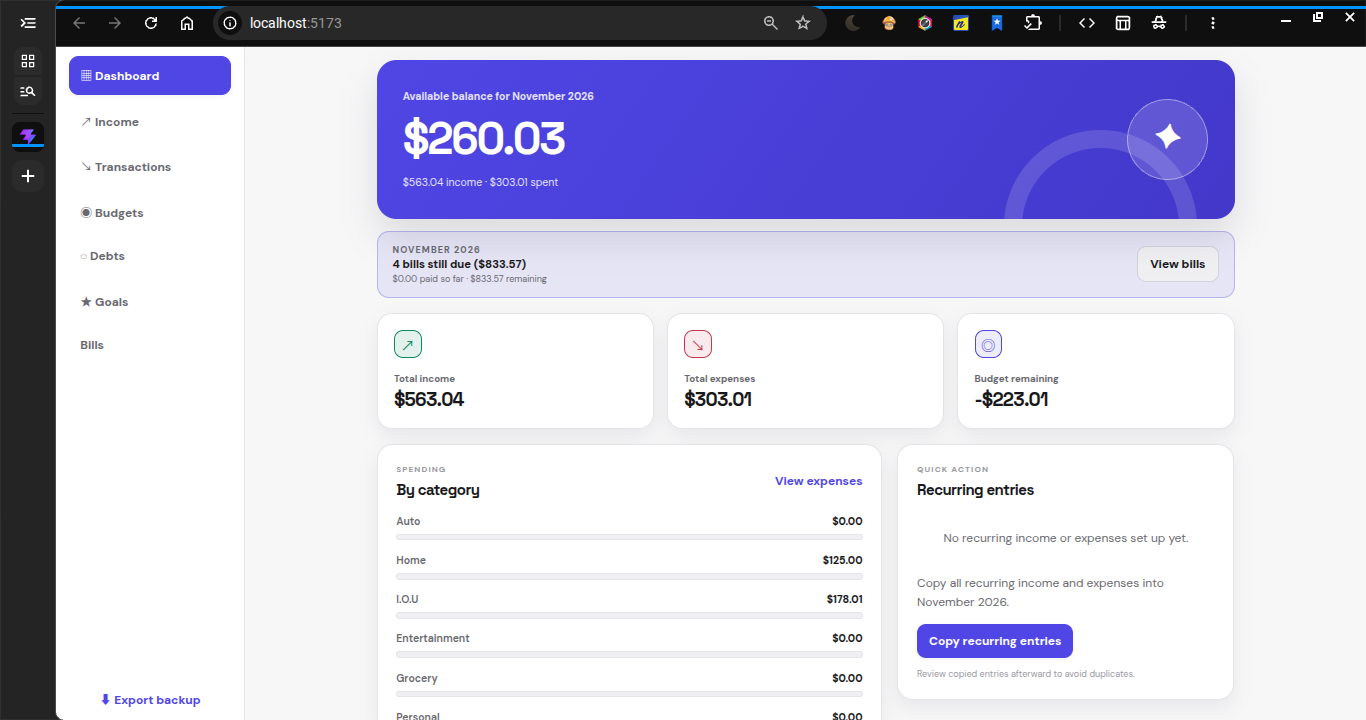 localhost:5173
Dashboard
Income
Transactions
Budgets
Debts
Goals
Bills
Export backup
Available balance for November 2026
$260.03
$563.04 income · $303.01 spent
NOVEMBER 2026
4 bills still due ($833.57)
$0.00 paid so far · $833.57 remaining
View bills
Total income
$563.04
Total expenses
$303.01
Budget remaining
-$223.01
SPENDING
By category
View expenses
Auto $0.00
Home $125.00
I.O.U $178.01
Entertainment $0.00
Grocery $0.00
Personal $0.00
QUICK ACTION
Recurring entries
No recurring income or expenses set up yet.
Copy all recurring income and expenses into
November 2026.
Copy recurring entries
Review copied entries afterward to avoid duplicates.